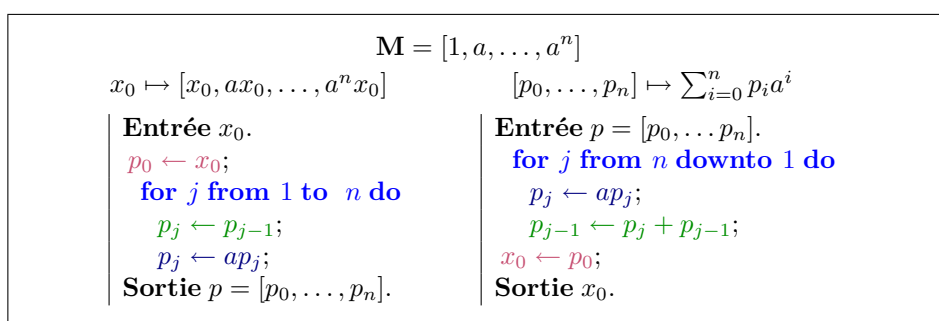 M = [1, a, . . . , a^n]
x_0 ↦ [x_0, ax_0, . . . , a^n x_0]
Entrée x_0.
p_0 ← x_0;
for j from 1 to n do
p_j ← p_{j−1};
p_j ← ap_j;
Sortie p = [p_0, . . . , p_n].
[p_0, . . . , p_n] ↦ ∑_{i=0}^n p_i a^i
Entrée p = [p_0, . . . p_n].
for j from n downto 1 do
p_j ← ap_j;
p_{j−1} ← p_j + p_{j−1};
x_0 ← p_0;
Sortie x_0.